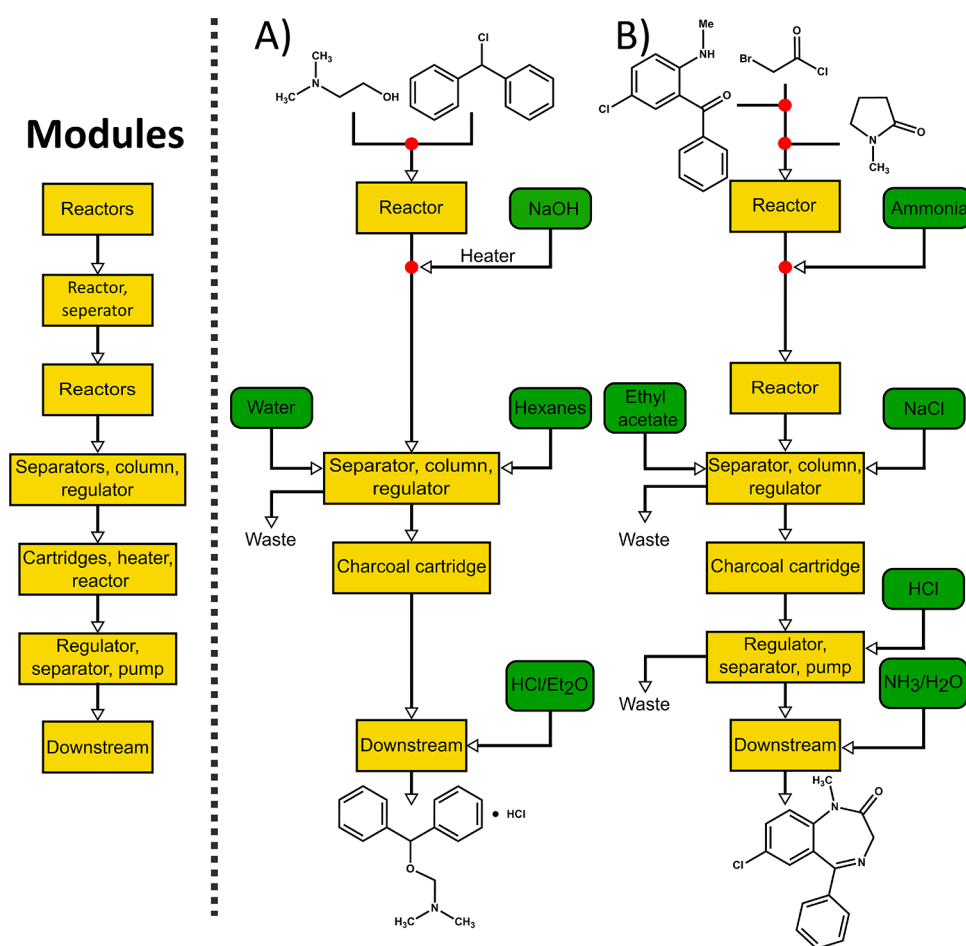 Modules
Reactors
Reactor,
seperator
Reactors
Separators, column,
regulator
Cartridges, heater,
reactor
Regulator,
separator, pump
Downstream
A)
CH3
N
H3C
OH
Cl
Reactor
NaOH
Heater
Water
Hexanes
Separator, column,
regulator
Waste
Charcoal cartridge
HCl/Et2O
Downstream
• HCl
O
N
H3C
CH3
B)
Me
NH
Cl
O
O
Br
Cl
N
O
CH3
Reactor
Ammonia
Reactor
Ethyl
acetate
NaCl
Separator, column,
regulator
Waste
Charcoal cartridge
HCl
Regulator,
separator, pump
Waste
NH3/H2O
Downstream
H3C
O
N
Cl
N